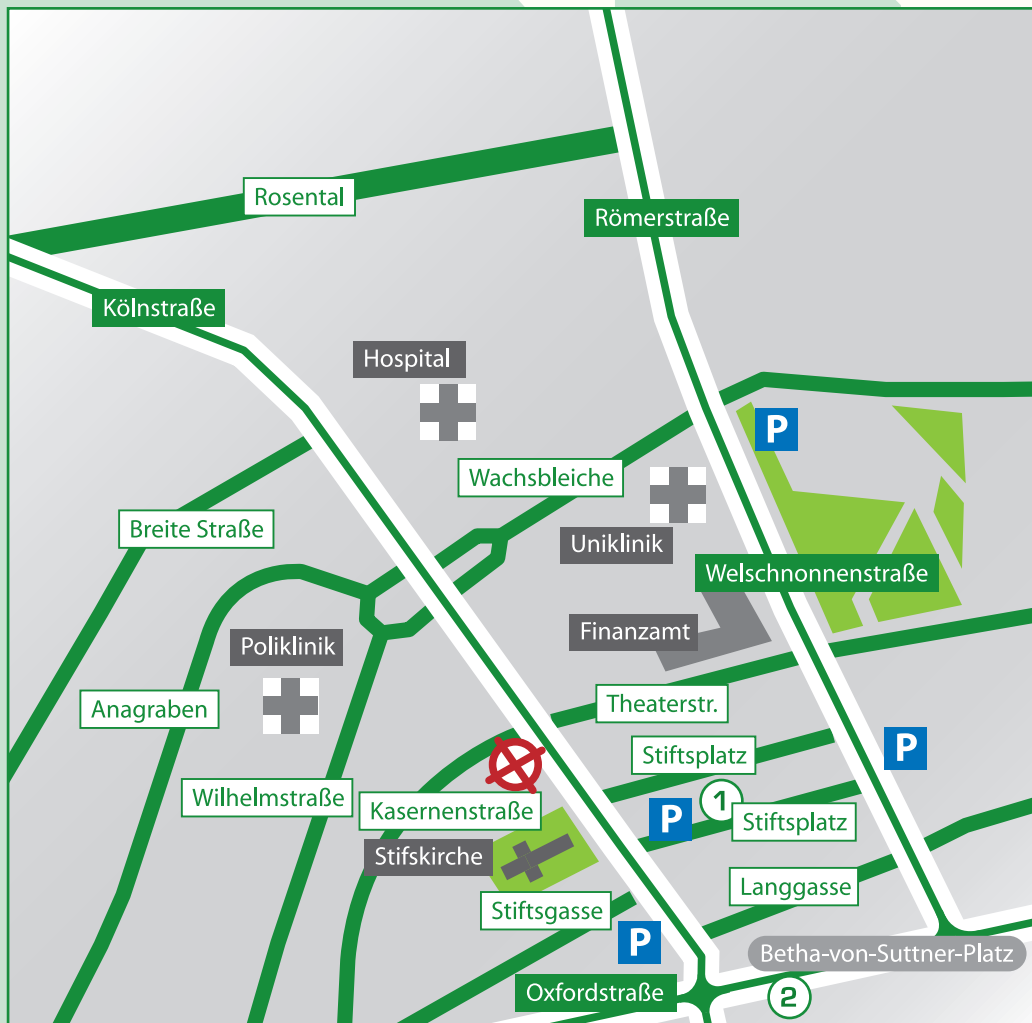 Rosental
Römerstraße
Kölnstraße
Hospital
P
Wachsbleiche
Breite Straße
Uniklinik
Welschnonnenstraße
Finanzamt
Poliklinik
Anagraben
Theaterstr.
Stiftsplatz
P
Wilhelmstraße
Kasernenstraße
1
P
Stiftsplatz
Stifskirche
Langgasse
Stiftsgasse
P
Betha-von-Suttner-Platz
Oxfordstraße
2